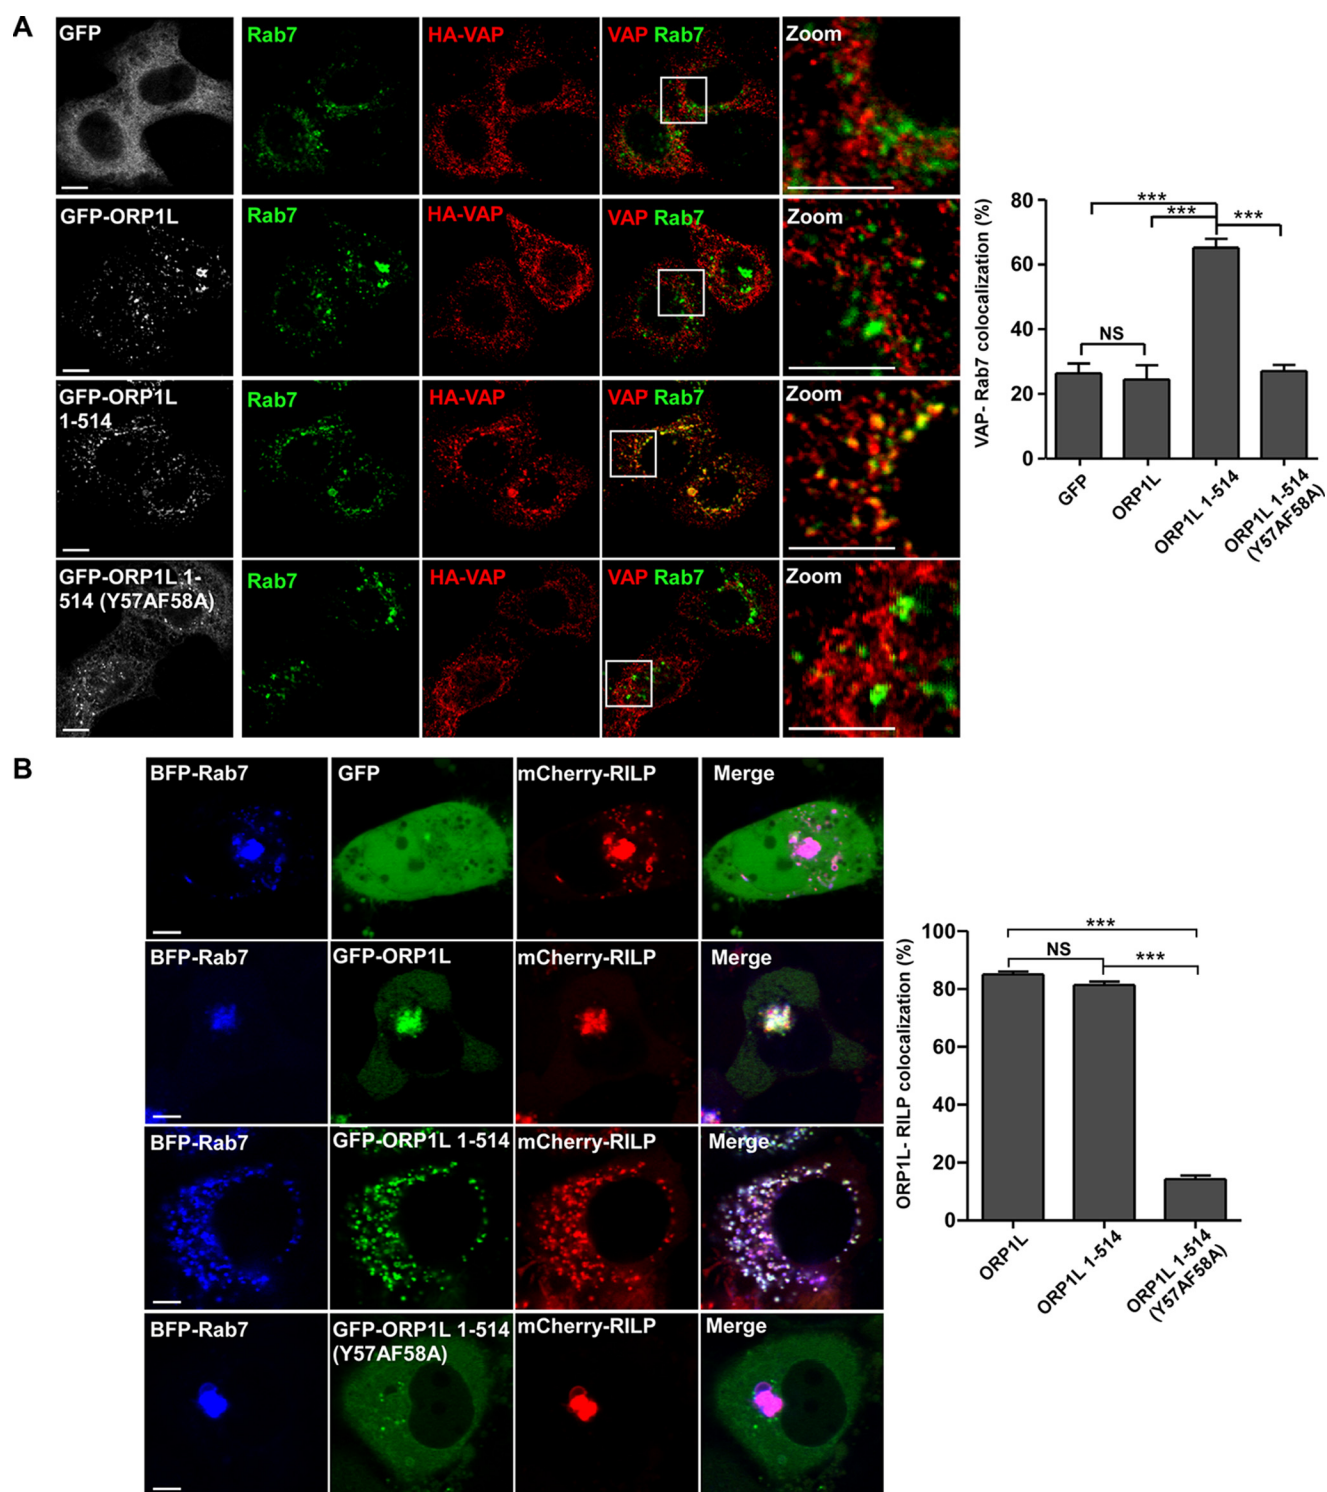 A
GFP
Rab7
HA-VAP
VAP Rab7
Zoom
GFP-ORP1L
Rab7
HA-VAP
VAP Rab7
Zoom
GFP-ORP1L
1-514
Rab7
HA-VAP
VAP Rab7
Zoom
GFP-ORP1L 1-
514 (Y57AF58A)
Rab7
HA-VAP
VAP Rab7
Zoom
VAP- Rab7 colocalization (%)
80
60
40
20
0
***
***
***
NS
GFP
ORP1L
ORP1L 1-514
ORP1L 1-514
(Y57AF58A)
B
BFP-Rab7
GFP
mCherry-RILP
Merge
BFP-Rab7
GFP-ORP1L
mCherry-RILP
Merge
BFP-Rab7
GFP-ORP1L 1-514
mCherry-RILP
Merge
BFP-Rab7
GFP-ORP1L 1-514
(Y57AF58A)
mCherry-RILP
Merge
ORP1L- RILP colocalization (%)
100
80
60
40
20
0
***
NS
***
ORP1L
ORP1L 1-514
ORP1L 1-514
(Y57AF58A)